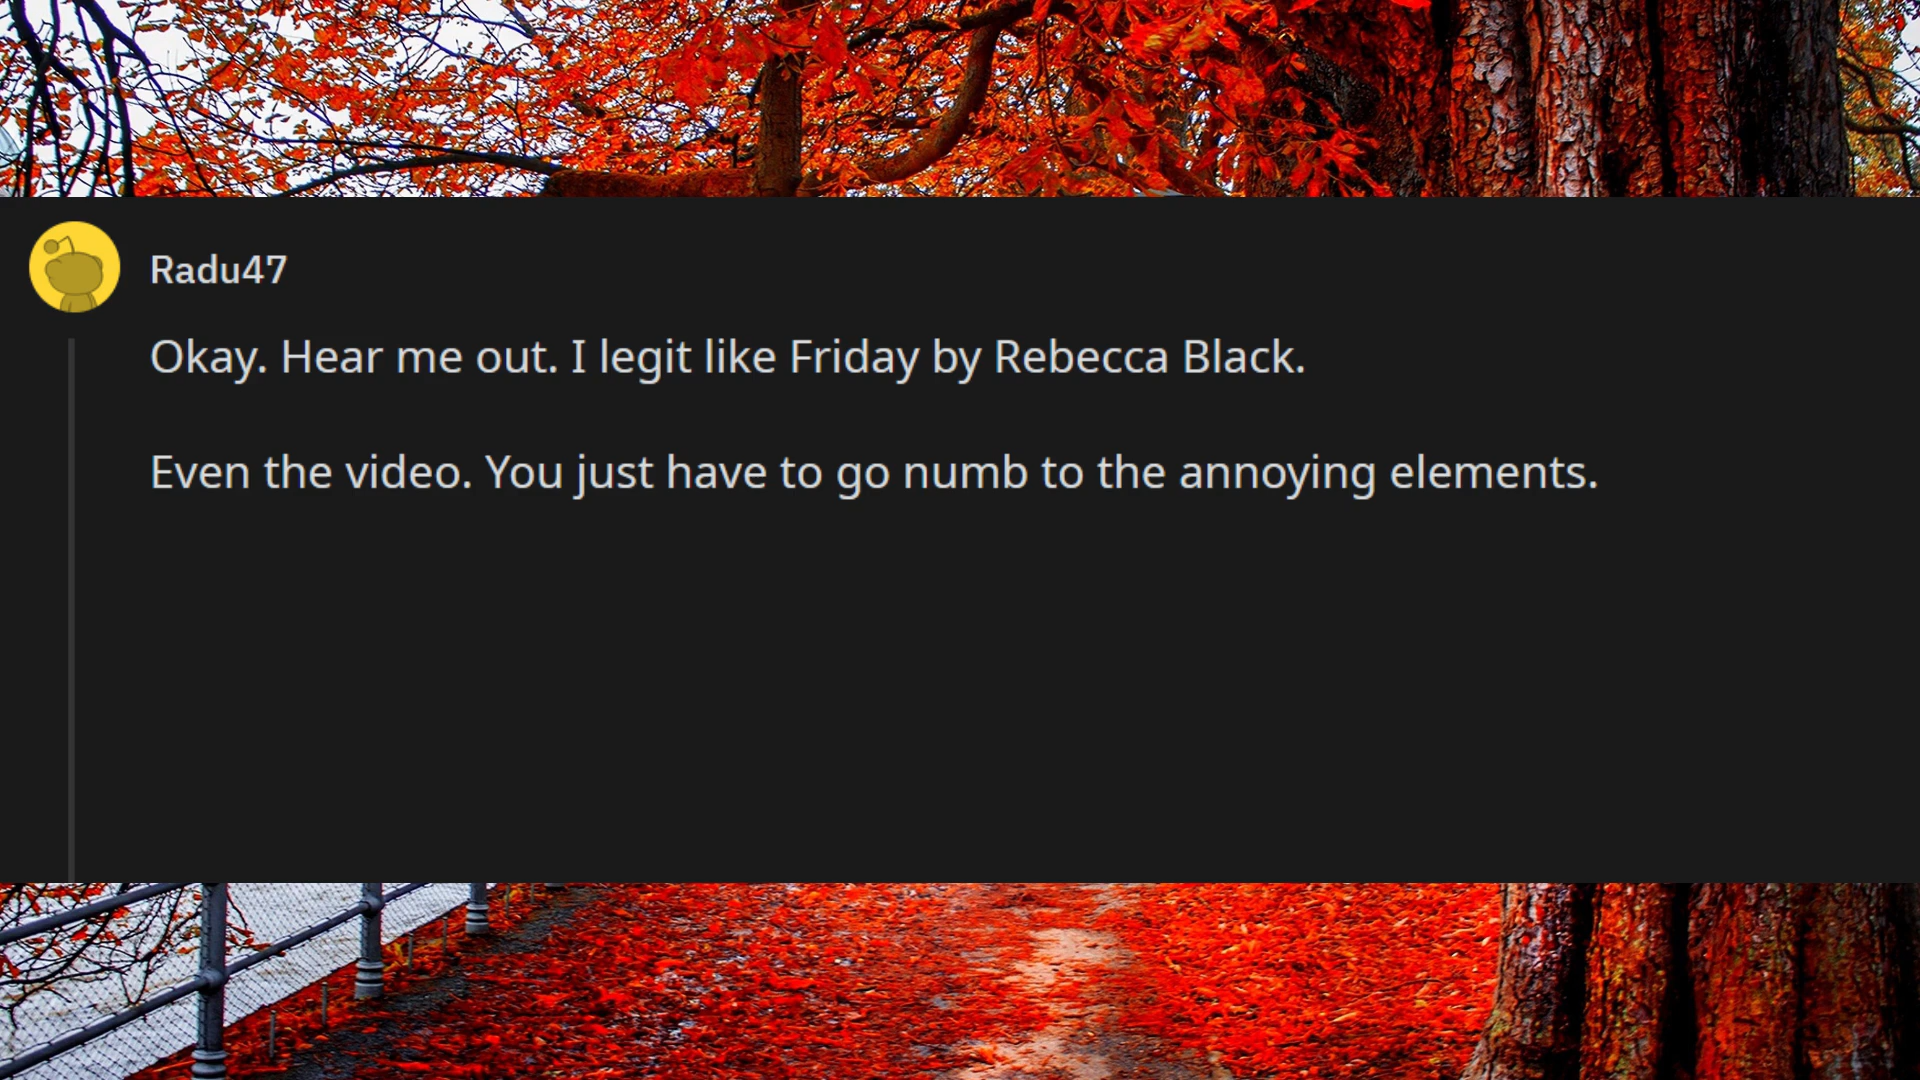 Radu47
Okay. Hear me out. I legit like Friday by Rebecca Black.
Even the video. You just have to go numb to the annoying elements.